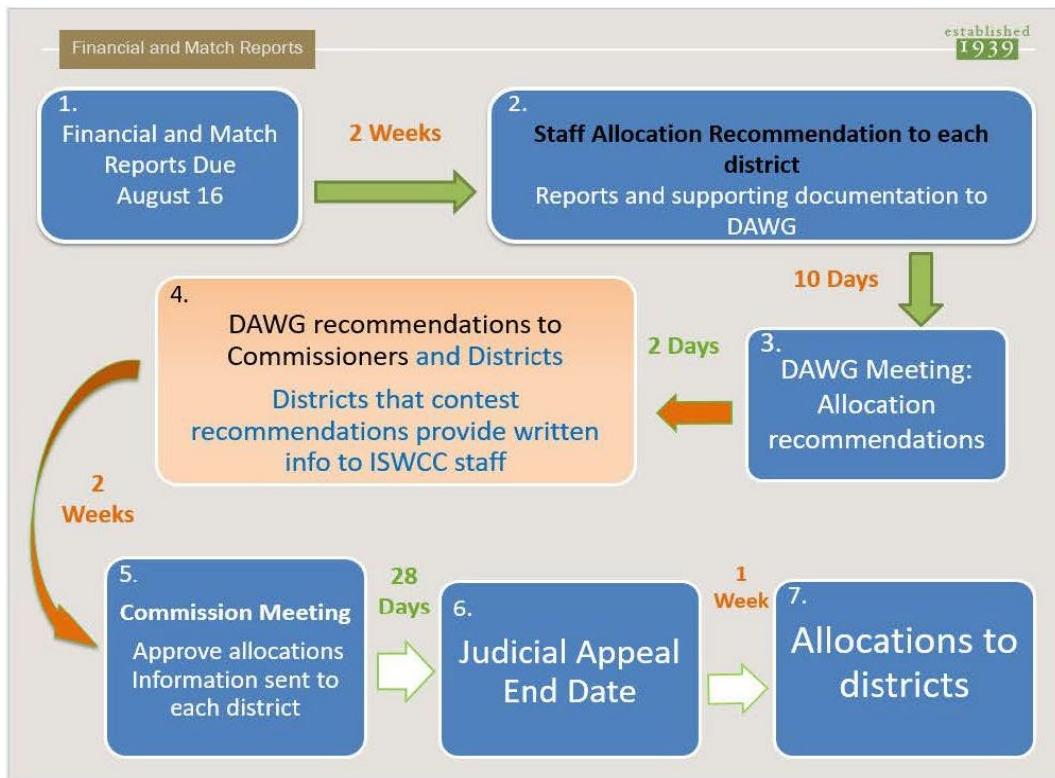 Financial and Match Reports
established
1939
1.
Financial and Match
Reports Due
August 16
2 Weeks
2.
Staff Allocation Recommendation to each
district
Reports and supporting documentation to
DAWG
10 Days
3.
DAWG Meeting:
Allocation
recommendations
2 Days
4.
DAWG recommendations to
Commissioners and Districts
Districts that contest
recommendations provide written
info to ISWCC staff
2
Weeks
5.
Commission Meeting
Approve allocations
Information sent to
each district
28
Days
6.
Judicial Appeal
End Date
1
Week
7.
Allocations to
districts